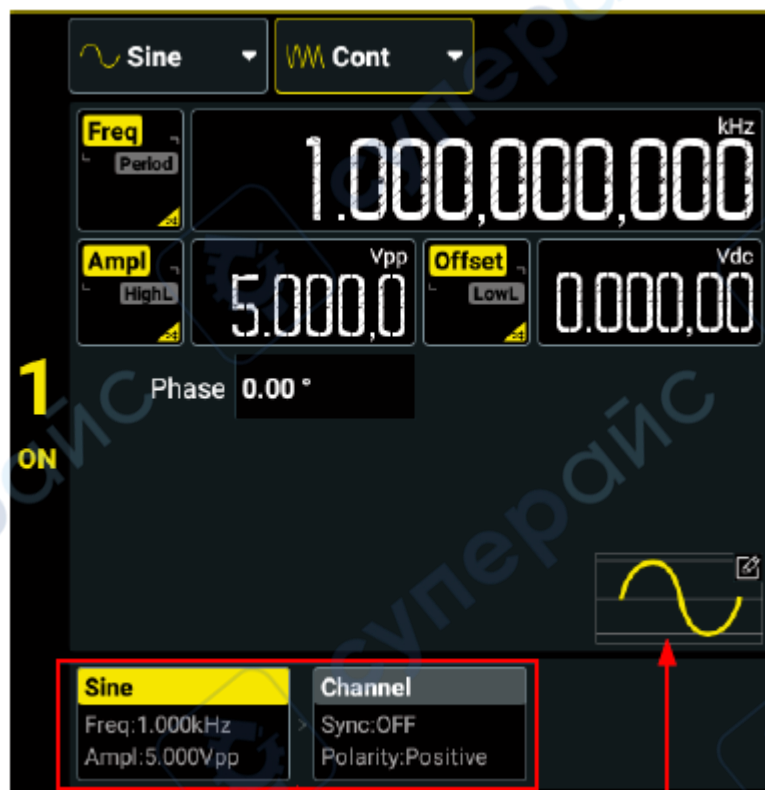 Sine Cont
Freq
Period
kHz
1.000,000,000
Ampl
HighL
Vpp
5.000,0
Offset
LowL
Vdc
0.000,00
Phase 0.00 °
1
ON
Sine
Freq:1.000kHz
Ampl:5.000Vpp
Channel
Sync:OFF
Polarity:Positive
суперайс